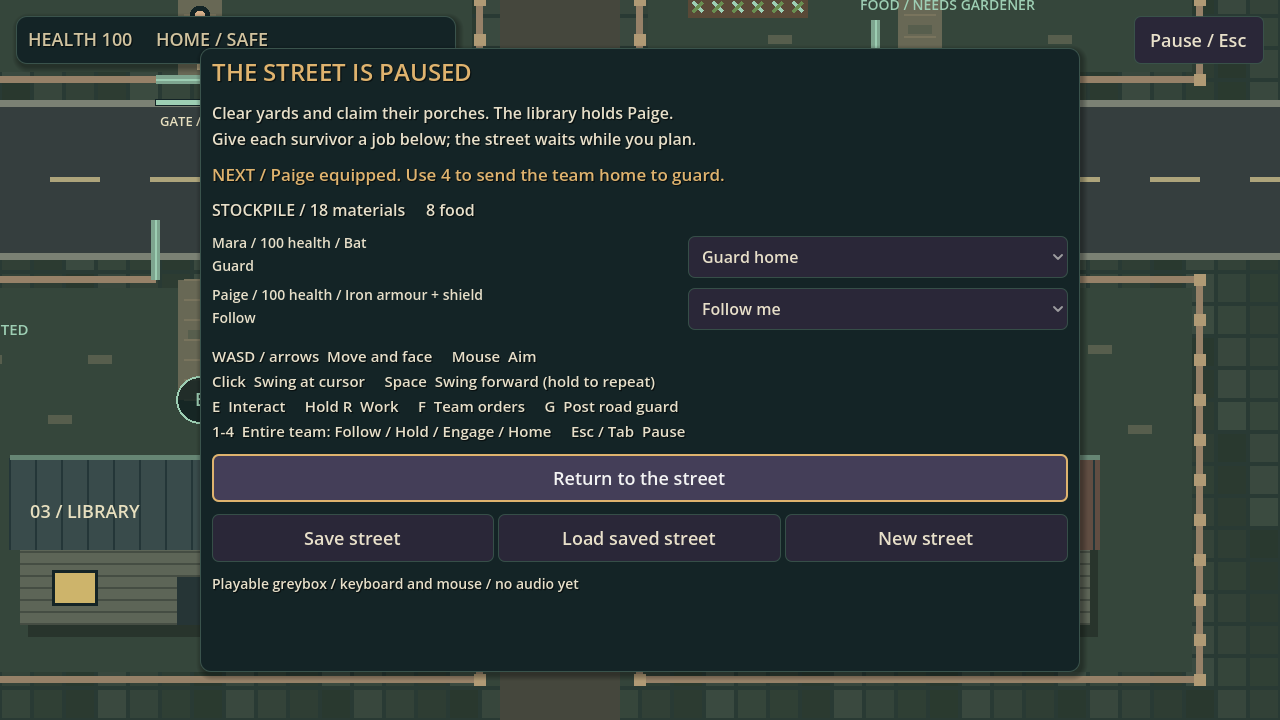 FOOD / NEEDS GARDENER
HEALTH 100 HOME / SAFE
Pause / Esc
THE STREET IS PAUSED
Clear yards and claim their porches. The library holds Paige.
GATE /
Give each survivor a job below; the street waits while you plan.
NEXT / Paige equipped. Use 4 to send the team home to guard.
STOCKPILE / 18 materials 8 food
Mara / 100 health / Bat
Guard
Guard home
Paige / 100 health / Iron armour + shield
Follow
Follow me
TED
WASD / arrows Move and face Mouse Aim
Click Swing at cursor Space Swing forward (hold to repeat)
E Interact Hold R Work F Team orders G Post road guard
1-4 Entire team: Follow / Hold / Engage / Home Esc / Tab Pause
Return to the street
03 / LIBRARY
Save street
Load saved street
New street
Playable greybox / keyboard and mouse / no audio yet